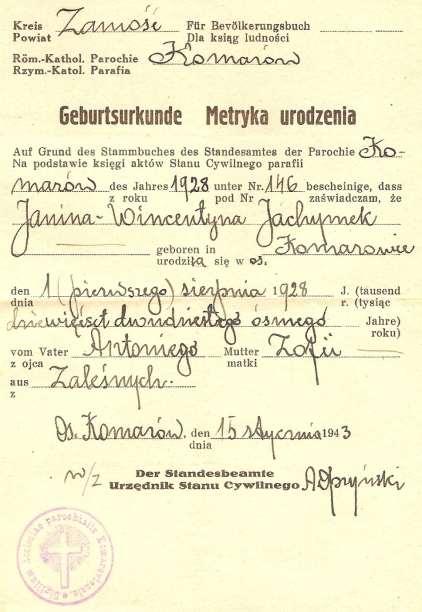 Kreis Zamość Für Bevölkerungsbuch
Powiat Dla ksiąg ludności
Röm.-Kathol. Parochie Komarów
Rzym.-Katol. Parafia
Geburtsurkunde Metryka urodzenia
Auf Grund des Stammbuches des Standesamtes der Parochie Ko-
Na podstawie księgi aktów Stanu Cywilnego parafii
marów des Jahres 1928 unter Nr. 146 bescheinige, dass
z roku pod Nr zaświadczam, że
Janina-Wincentyna Jachymek
geboren in Komarowie
urodziła się w os.
den 1 (pierwszego) sierpnia 1928 J. (tausend
dnia r. (tysiąc
dziewięćset dwudziestego ósmego Jahre)
roku)
vom Vater Antoniego Mutter Zofii
z ojca matki
aus Zaleśnych.
z
Os. Komarów, den 15 stycznia 1943
dnia
w/z Der Standesbeamte
Urzędnik Stanu Cywilnego